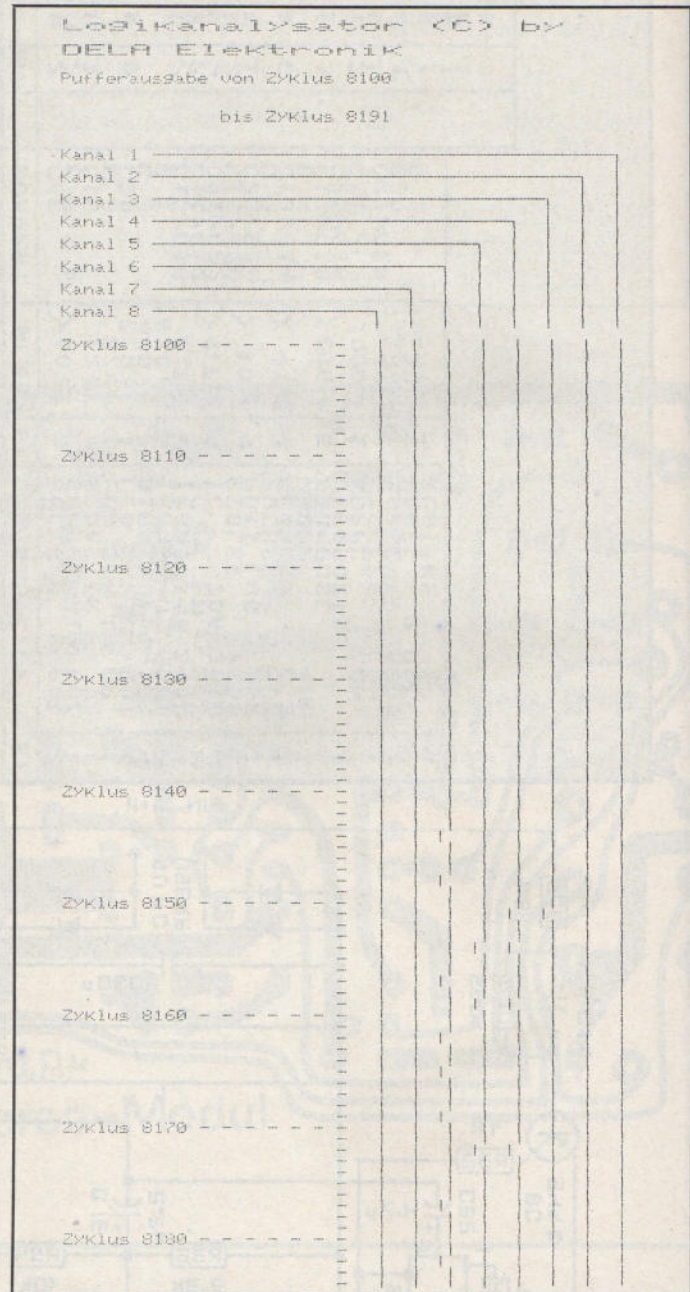 Logikanalysator (C) by
DELA Elektronik
Pufferausgabe von Zyklus 8100
bis Zyklus 8191
Kanal 1
Kanal 2
Kanal 3
Kanal 4
Kanal 5
Kanal 6
Kanal 7
Kanal 8
Zyklus 8100
Zyklus 8110
Zyklus 8120
Zyklus 8130
Zyklus 8140
Zyklus 8150
Zyklus 8160
Zyklus 8170
Zyklus 8180